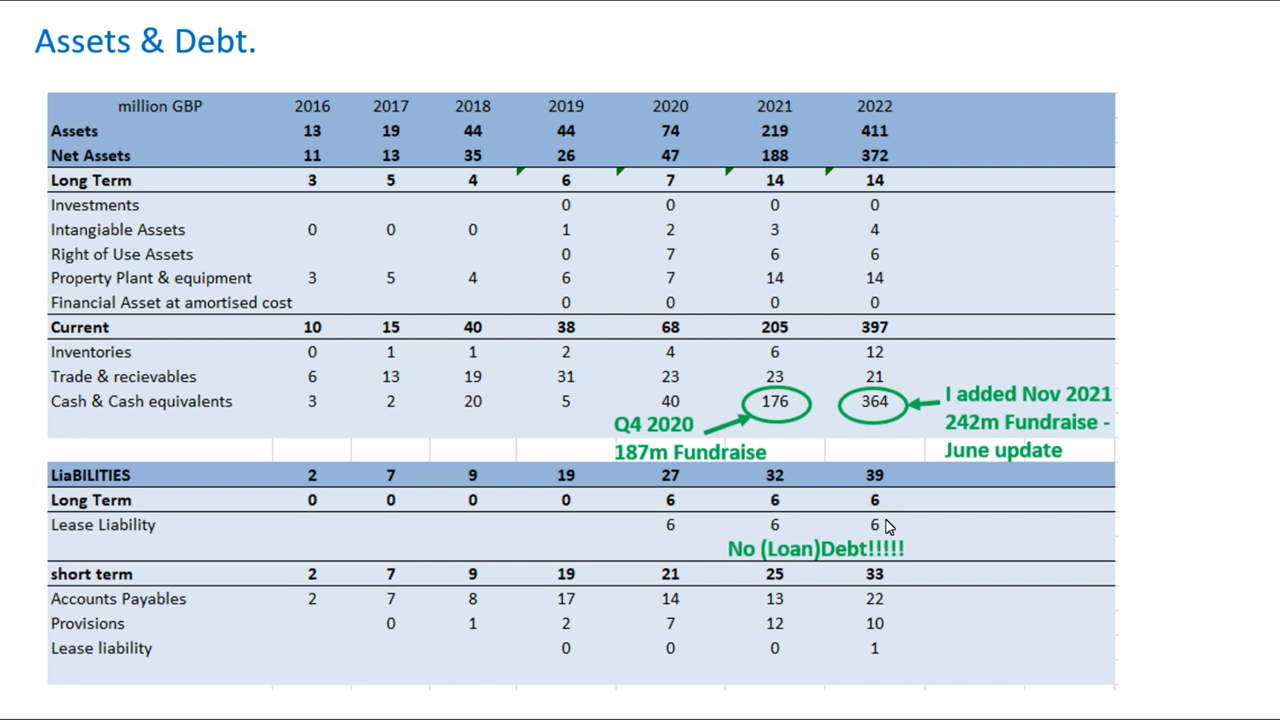 Assets & Debt.
million GBP 2016 2017 2018 2019 2020 2021 2022
Assets 13 19 44 44 74 219 411
Net Assets 11 13 35 26 47 188 372
Long Term 3 5 4 6 7 14 14
Investments 0 0 0 0
Intangible Assets 0 0 0 1 2 3 4
Right of Use Assets 0 7 6 6
Property Plant & equipment 3 5 4 6 7 14 14
Financial Asset at amortised cost 0 0 0 0
Current 10 15 40 38 68 205 397
Inventories 0 1 1 2 4 6 12
Trade & recievables 6 13 19 31 23 23 21
Cash & Cash equivalents 3 2 20 5 40 176 364
I added Nov 2021
242m Fundraise -
June update
Q4 2020
187m Fundraise
LiaBILITIES 2 7 9 19 27 32 39
Long Term 0 0 0 0 6 6 6
Lease Liability 6 6 6
No (Loan)Debt!!!!!
short term 2 7 9 19 21 25 33
Accounts Payables 2 7 8 17 14 13 22
Provisions 0 1 2 7 12 10
Lease liability 0 0 0 1